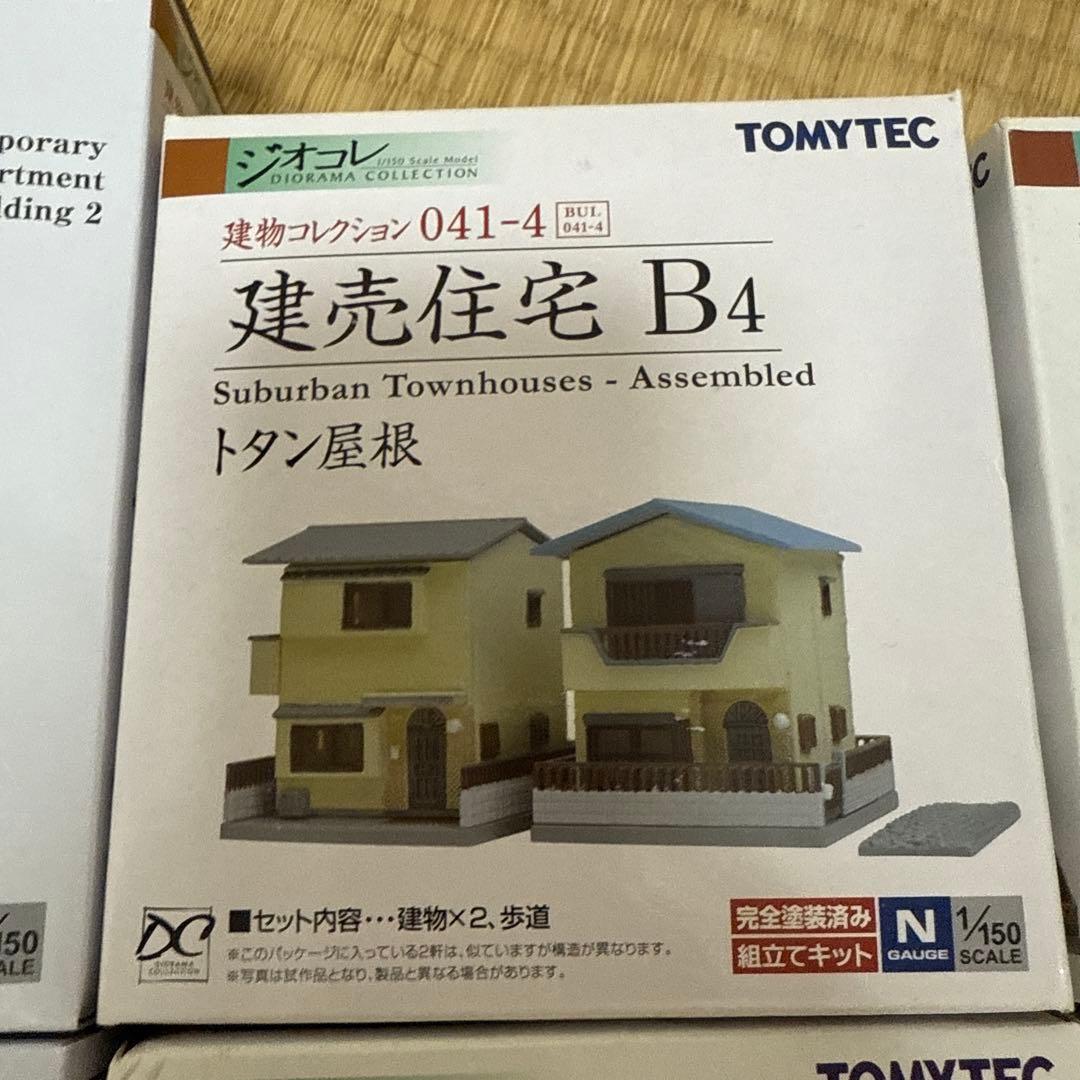 porary
rtment
lding 2
/150
ALE
ジオコレ
1/150 Scale Model
DIORAMA COLLECTION
TOMYTEC
建物コレクション 041-4 BUL 041-4
建売住宅 B4
Suburban Townhouses - Assembled
トタン屋根
DC
DIORAMA
COLLECTION
■セット内容･･･建物×2、歩道
※このパッケージに入っている2軒は、似ていますが構造が異なります。
※写真は試作品となり、製品と異なる場合があります。
完全塗装済み
組立てキット
N
GAUGE
1/150
SCALE
C
TOMYTEC